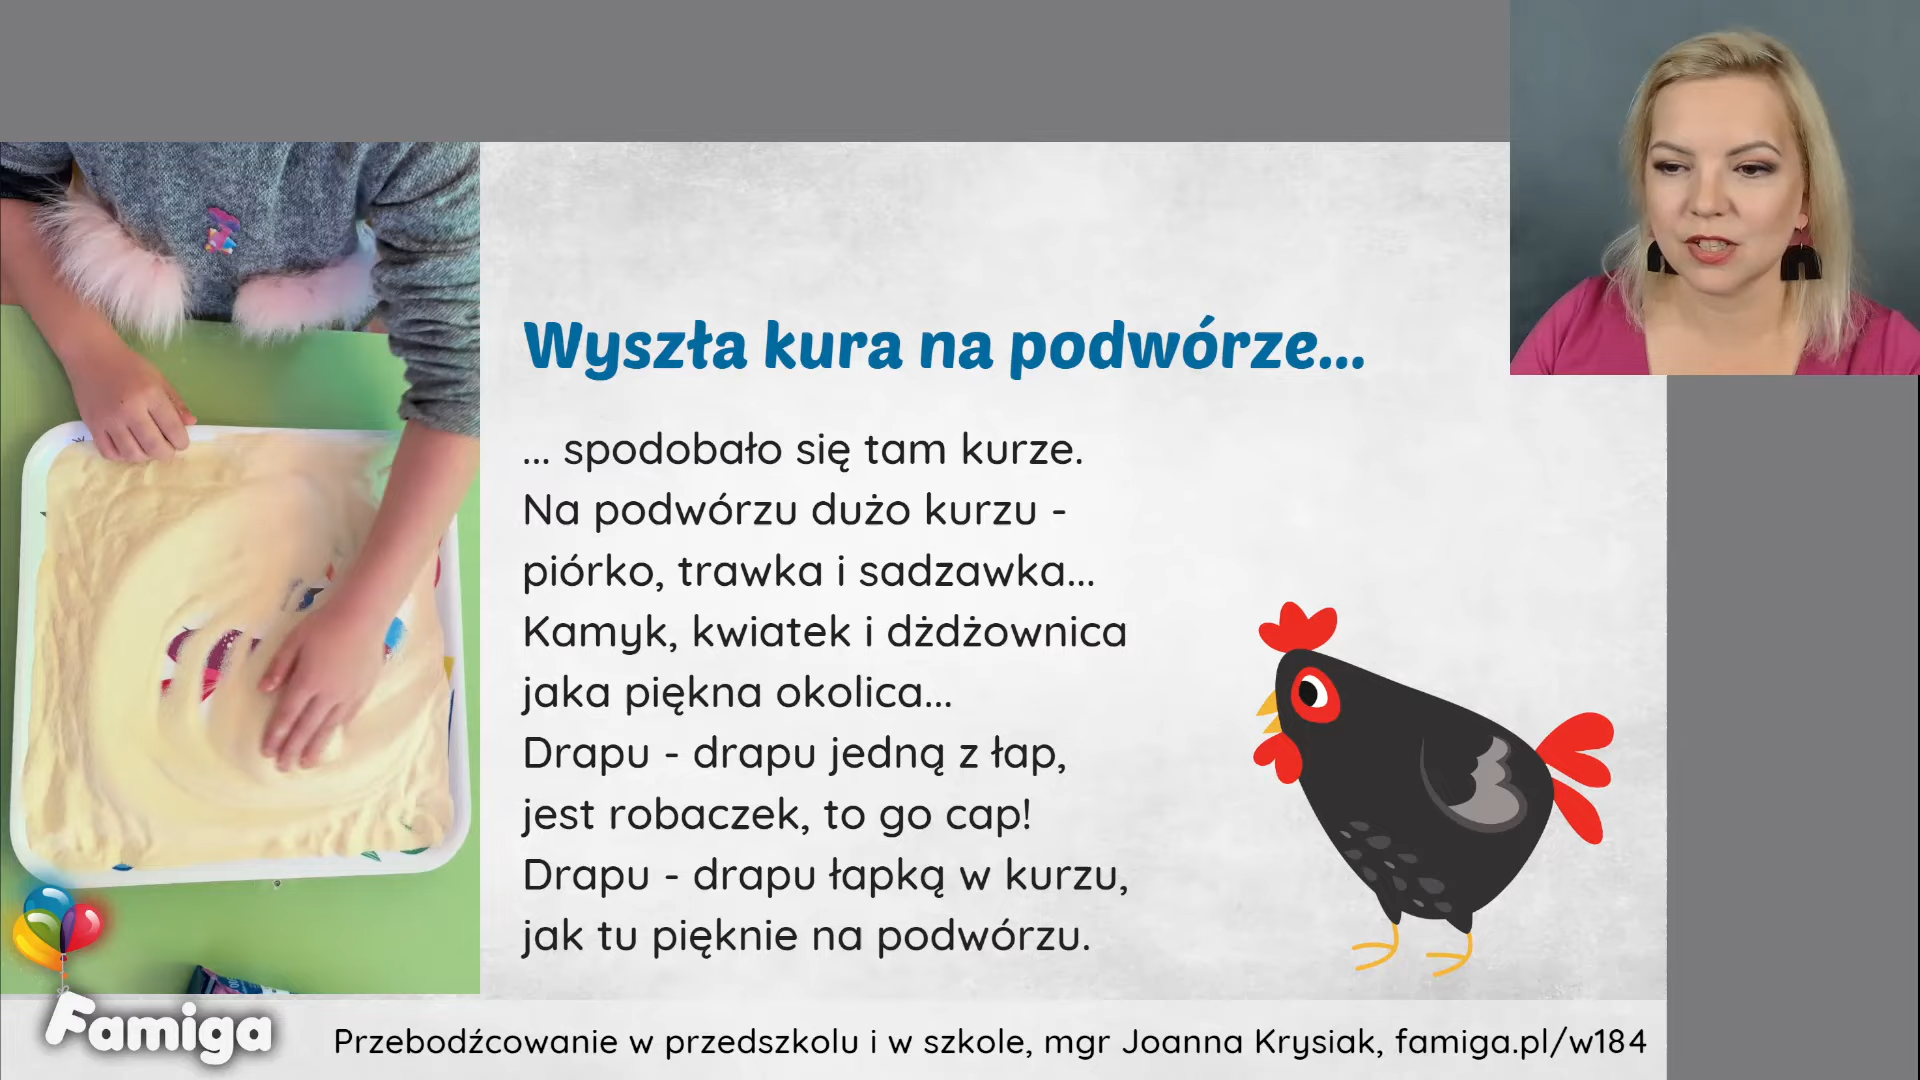 Wyszła kura na podwórze...
... spodobało się tam kurze.
Na podwórzu dużo kurzu -
piórko, trawka i sadzawka...
Kamyk, kwiatek i dżdżownica
jaka piękna okolica...
Drapu - drapu jedną z łap,
jest robaczek, to go cap!
Drapu - drapu łapką w kurzu,
jak tu pięknie na podwórzu.
Famiga
Przebodźcowanie w przedszkolu i w szkole, mgr Joanna Krysiak, famiga.pl/w184